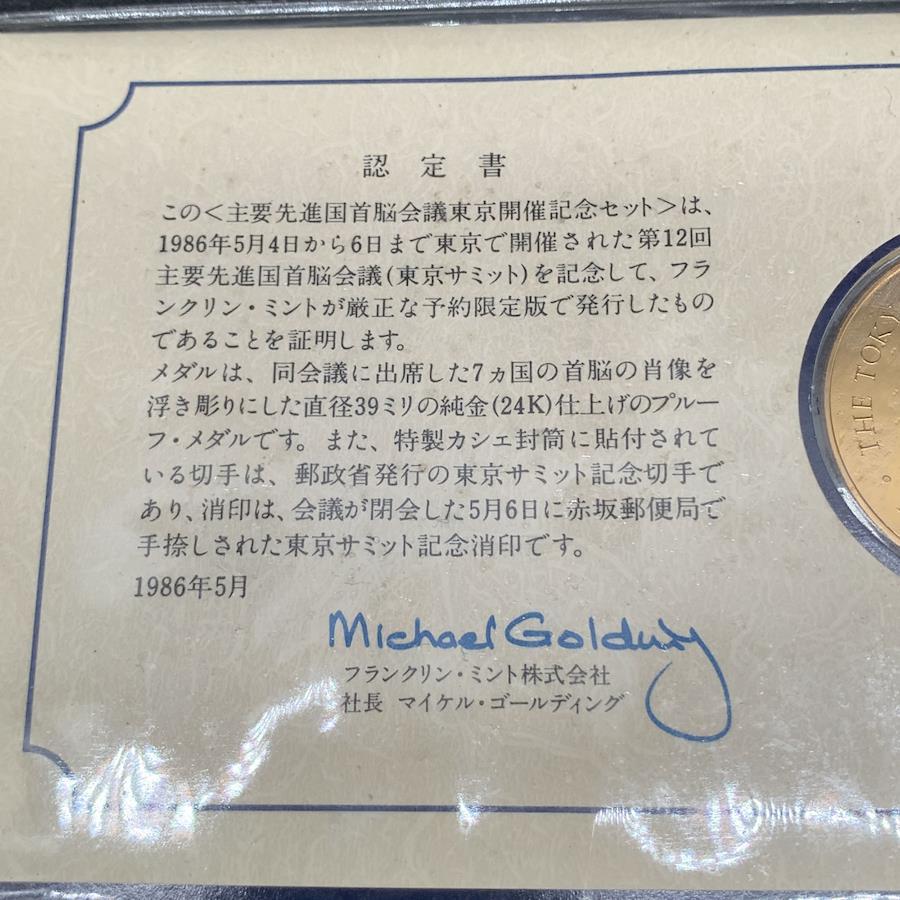 認定書
この<主要先進国首脳会議東京開催記念セット>は、
1986年5月4日から6日まで東京で開催された第12回
主要先進国首脳会議(東京サミット)を記念して、フラ
ンクリン・ミントが厳正な予約限定版で発行したもの
であることを証明します。
メダルは、同会議に出席した7ヵ国の首脳の肖像を
浮き彫りにした直径39ミリの純金(24K)仕上げのプルー
フ・メダルです。また、特製カシェ封筒に貼付されて
いる切手は、郵政省発行の東京サミット記念切手で
あり、消印は、会議が閉会した5月6日に赤坂郵便局で
手捺しされた東京サミット記念消印です。
1986年5月
Michael Golding
フランクリン・ミント株式会社
社長 マイケル・ゴールディング
THE TOKY